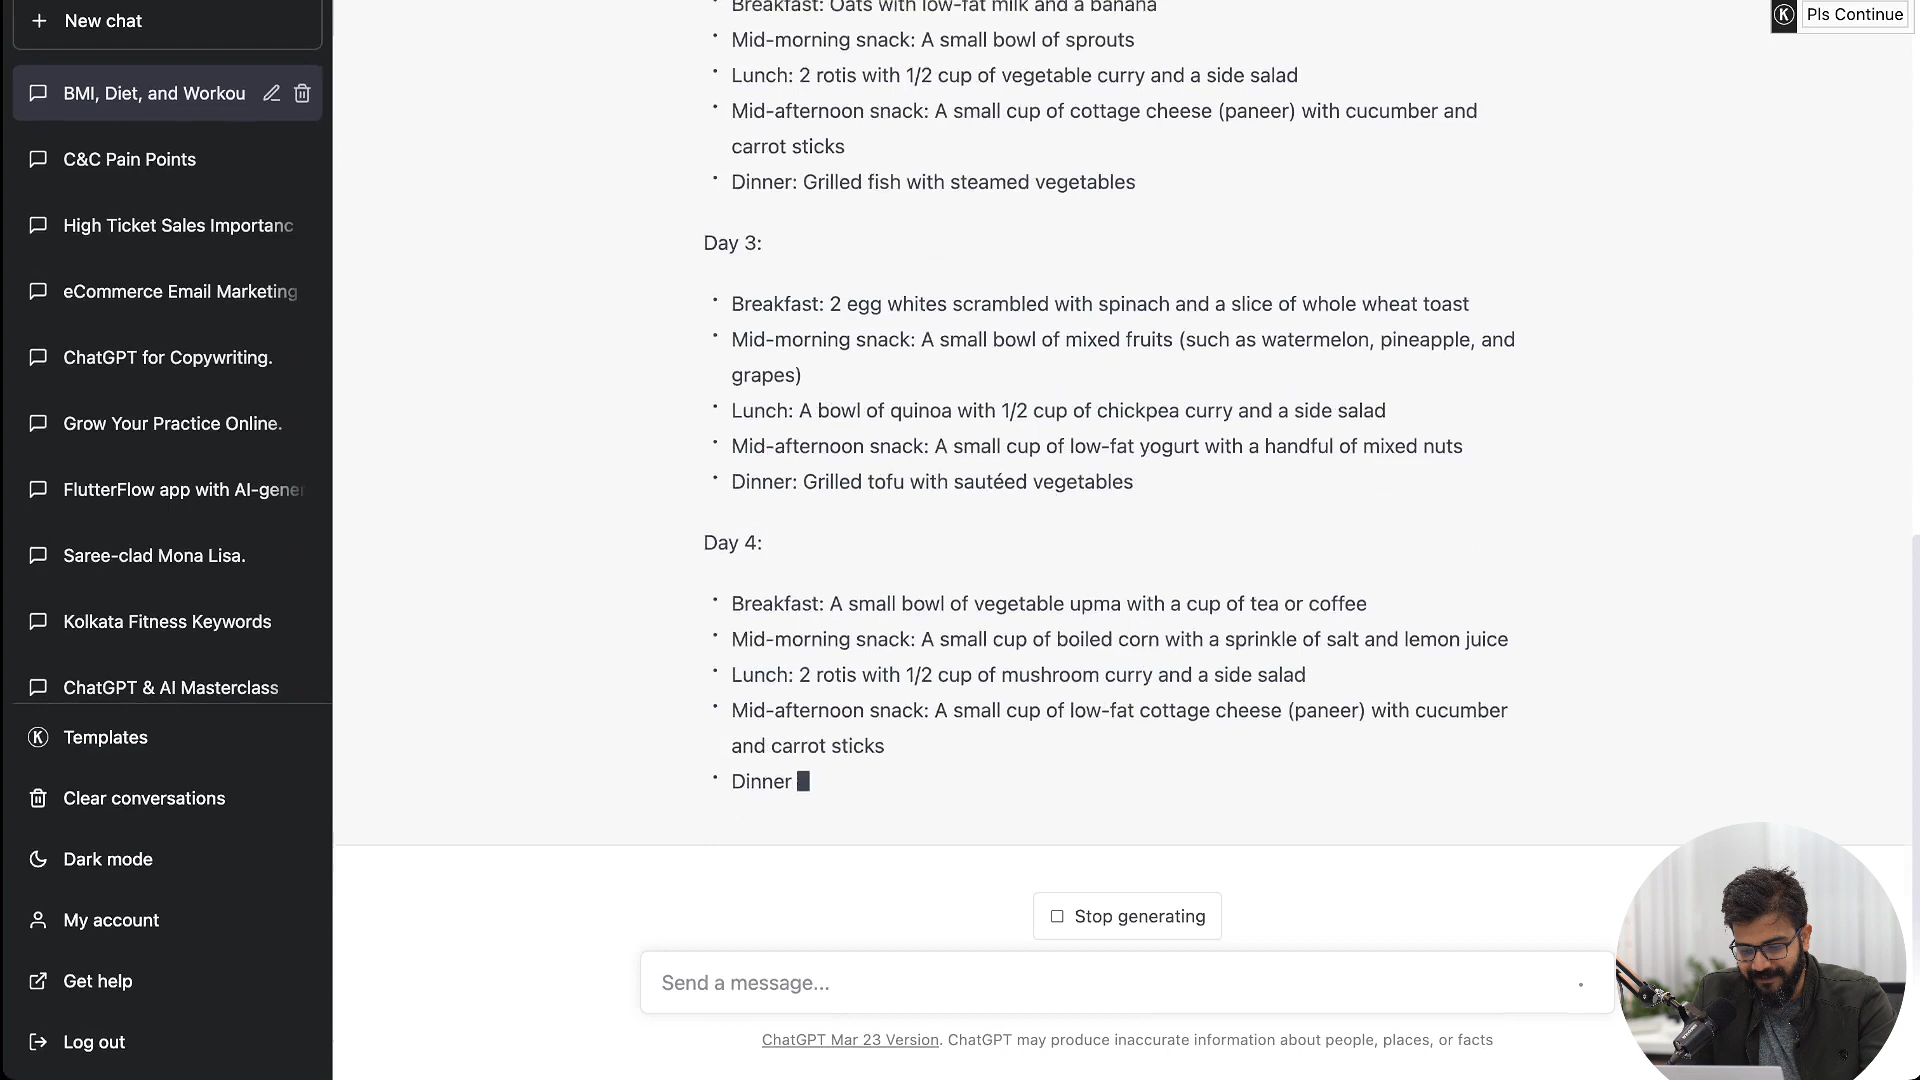 New chat
BMI, Diet, and Workou
C&C Pain Points
High Ticket Sales Importanc
eCommerce Email Marketing
ChatGPT for Copywriting.
Grow Your Practice Online.
FlutterFlow app with AI-gener
Saree-clad Mona Lisa.
Kolkata Fitness Keywords
ChatGPT & AI Masterclass
K Templates
Clear conversations
Dark mode
My account
Get help
Log out
K Pls Continue
• Breakfast: Oats with low-fat milk and a banana
• Mid-morning snack: A small bowl of sprouts
• Lunch: 2 rotis with 1/2 cup of vegetable curry and a side salad
• Mid-afternoon snack: A small cup of cottage cheese (paneer) with cucumber and
carrot sticks
• Dinner: Grilled fish with steamed vegetables
Day 3:
• Breakfast: 2 egg whites scrambled with spinach and a slice of whole wheat toast
• Mid-morning snack: A small bowl of mixed fruits (such as watermelon, pineapple, and
grapes)
• Lunch: A bowl of quinoa with 1/2 cup of chickpea curry and a side salad
• Mid-afternoon snack: A small cup of low-fat yogurt with a handful of mixed nuts
• Dinner: Grilled tofu with sautéed vegetables
Day 4:
• Breakfast: A small bowl of vegetable upma with a cup of tea or coffee
• Mid-morning snack: A small cup of boiled corn with a sprinkle of salt and lemon juice
• Lunch: 2 rotis with 1/2 cup of mushroom curry and a side salad
• Mid-afternoon snack: A small cup of low-fat cottage cheese (paneer) with cucumber
and carrot sticks
• Dinner
Stop generating
Send a message...
ChatGPT Mar 23 Version. ChatGPT may produce inaccurate information about people, places, or facts